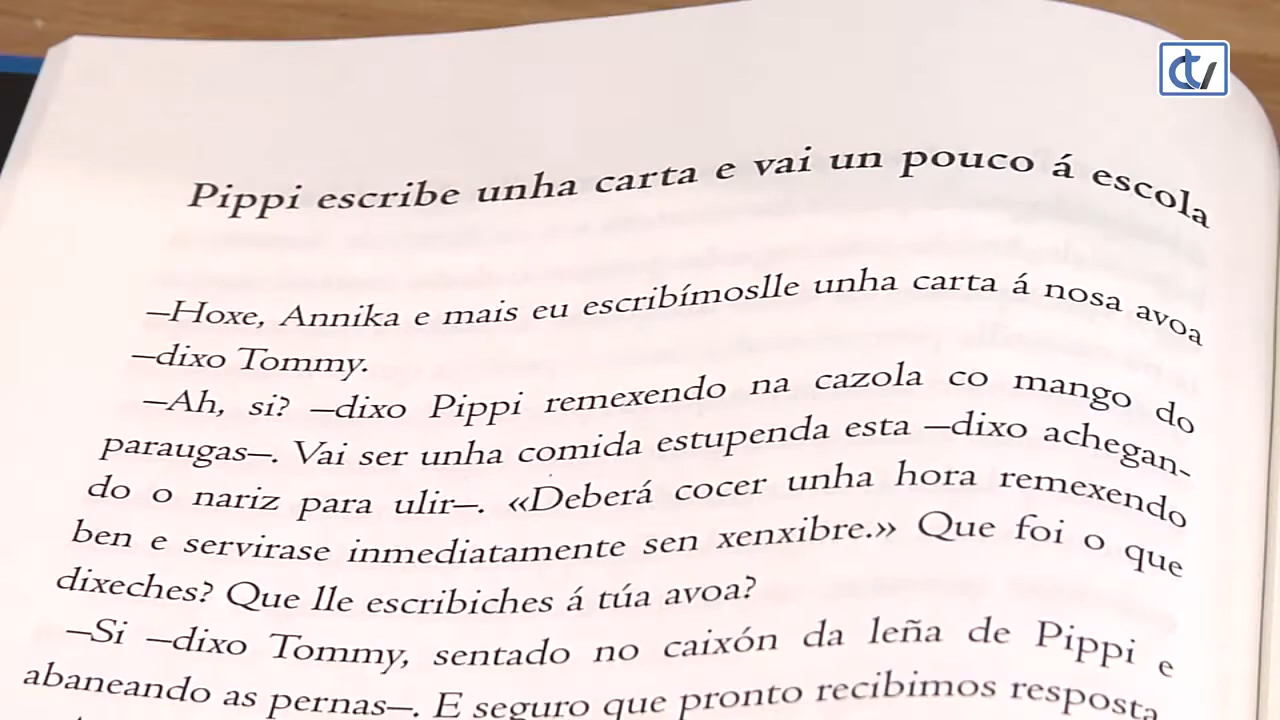 ctv
Pippi escribe unha carta e vai un pouco á escola
—Hoxe, Annika e mais eu escribímoslle unha carta á nosa avoa
—dixo Tommy.
—Ah, si? —dixo Pippi remexendo na cazola co mango do
paraugas—. Vai ser unha comida estupenda esta —dixo achegan-
do o nariz para ulir—. «Deberá cocer unha hora remexendo
ben e servirase inmediatamente sen xenxibre.» Que foi o que
dixeches? Que lle escribiches á túa avoa?
—Si —dixo Tommy, sentado no caixón da leña de Pippi e
abaneando as pernas—. E seguro que pronto recibimos resposta